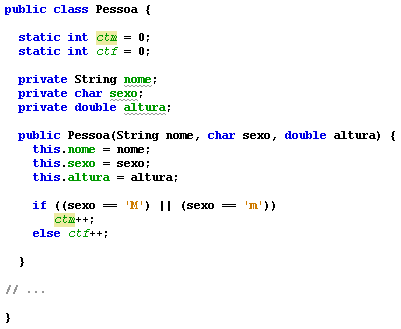 public class Pessoa {
static int ctm = 0;
static int ctf = 0;
private String nome;
private char sexo;
private double altura;
public Pessoa(String nome, char sexo, double altura) {
this.nome = nome;
this.sexo = sexo;
this.altura = altura;
if ((sexo == 'M') || (sexo == 'm'))
ctm++;
else ctf++;
}
// ...
}